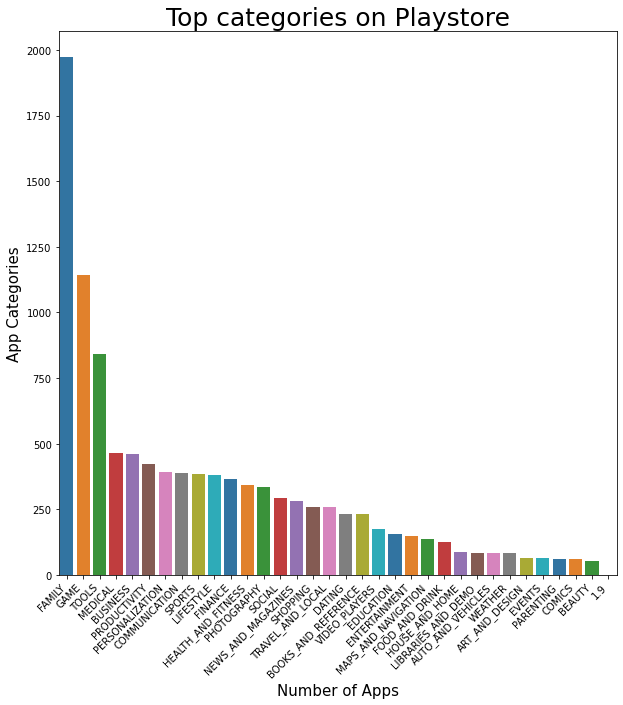 Top categories on Playstore
App Categories
2000
1750
1500
1250
1000
750
500
250
0
FAMILY
GAME
TOOLS
MEDICAL
BUSINESS
PRODUCTIVITY
PERSONALIZATION
COMMUNICATION
SPORTS
LIFESTYLE
FINANCE
HEALTH_AND_FITNESS
PHOTOGRAPHY
SOCIAL
NEWS_AND_MAGAZINES
SHOPPING
TRAVEL_AND_LOCAL
DATING
BOOKS_AND_REFERENCE
VIDEO_PLAYERS
EDUCATION
ENTERTAINMENT
MAPS_AND_NAVIGATION
FOOD_AND_DRINK
HOUSE_AND_HOME
LIBRARIES_AND_DEMO
AUTO_AND_VEHICLES
WEATHER
ART_AND_DESIGN
EVENTS
PARENTING
COMICS
BEAUTY
1.9
Number of Apps